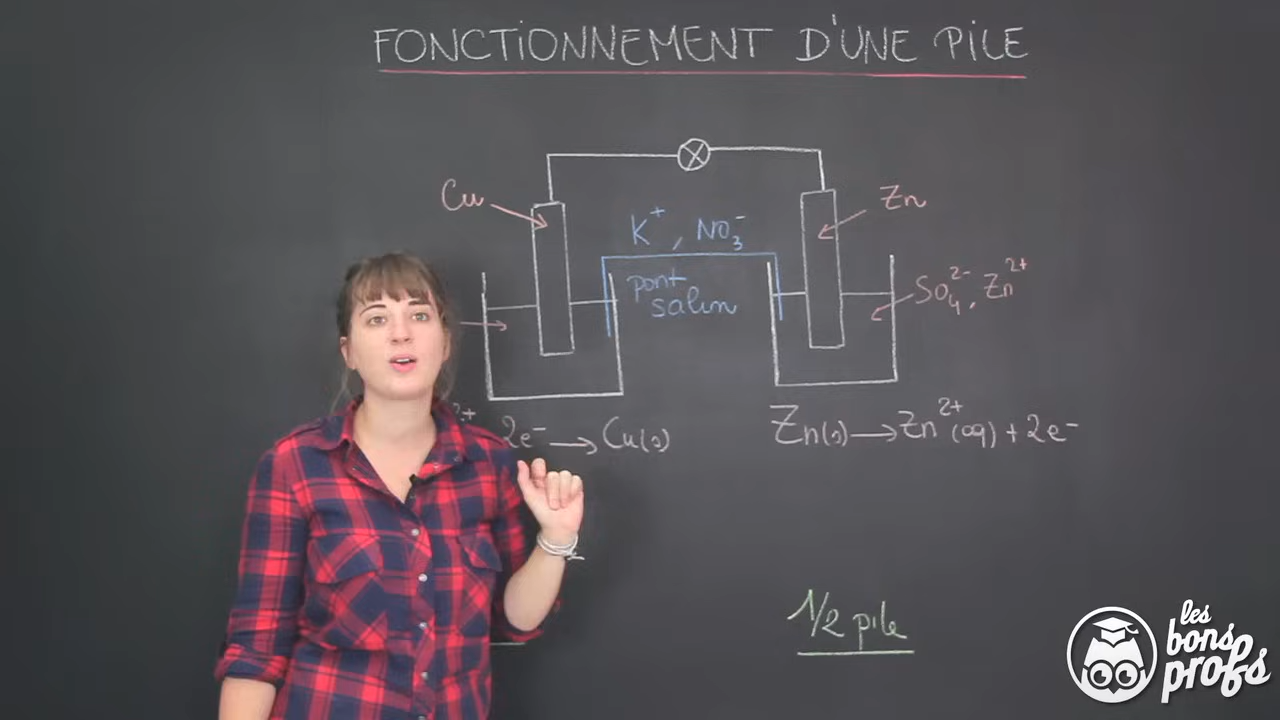 FONCTIONNEMENT D'UNE PILE
Cu
Zn
K⁺, NO₃⁻
pont
salin
SO₄²⁻, Zn²⁺
²⁺ 2e⁻ → Cu(s)
Zn(s) → Zn²⁺(aq) + 2e⁻
1/2 pile
les
bons
profs